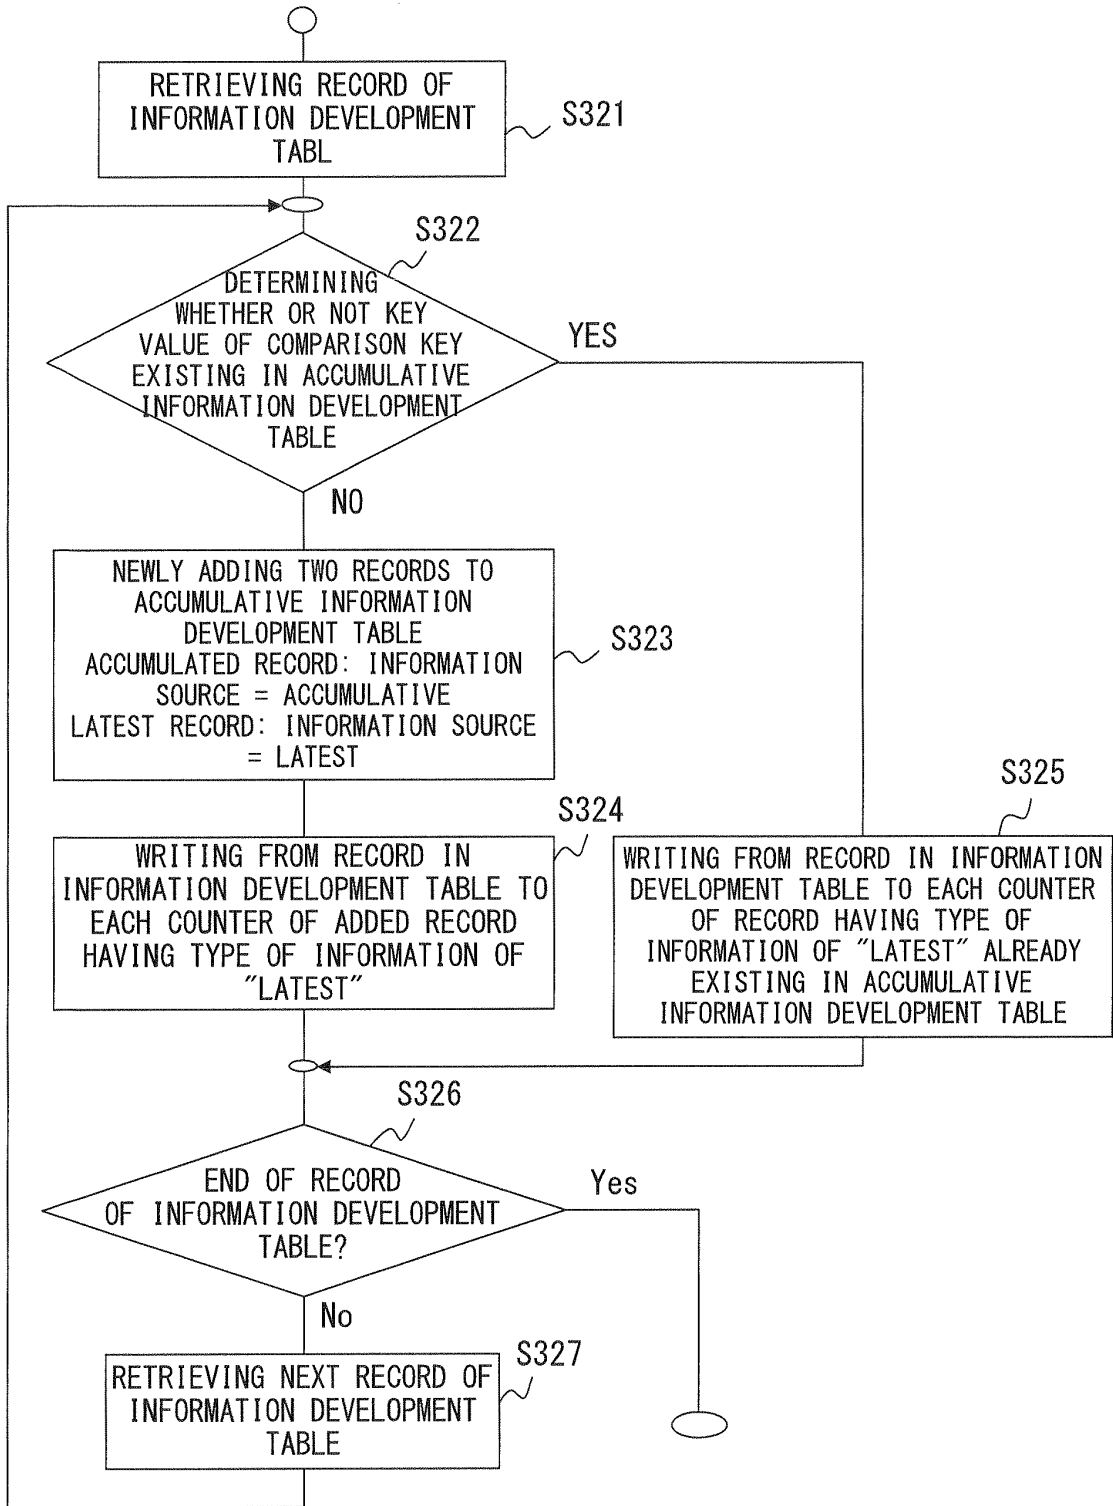 RETRIEVING RECORD OF
INFORMATION DEVELOPMENT
TABL
S321
S322
DETERMINING
WHETHER OR NOT KEY
VALUE OF COMPARISON KEY
EXISTING IN ACCUMULATIVE
INFORMATION DEVELOPMENT
TABLE
YES
NO
NEWLY ADDING TWO RECORDS TO
ACCUMULATIVE INFORMATION
DEVELOPMENT TABLE
ACCUMULATED RECORD: INFORMATION
SOURCE = ACCUMULATIVE
LATEST RECORD: INFORMATION SOURCE
= LATEST
S323
S324
WRITING FROM RECORD IN
INFORMATION DEVELOPMENT TABLE TO
EACH COUNTER OF ADDED RECORD
HAVING TYPE OF INFORMATION OF
"LATEST"
S325
WRITING FROM RECORD IN INFORMATION
DEVELOPMENT TABLE TO EACH COUNTER
OF RECORD HAVING TYPE OF
INFORMATION OF "LATEST" ALREADY
EXISTING IN ACCUMULATIVE
INFORMATION DEVELOPMENT TABLE
S326
END OF RECORD
OF INFORMATION DEVELOPMENT
TABLE?
Yes
No
S327
RETRIEVING NEXT RECORD OF
INFORMATION DEVELOPMENT
TABLE